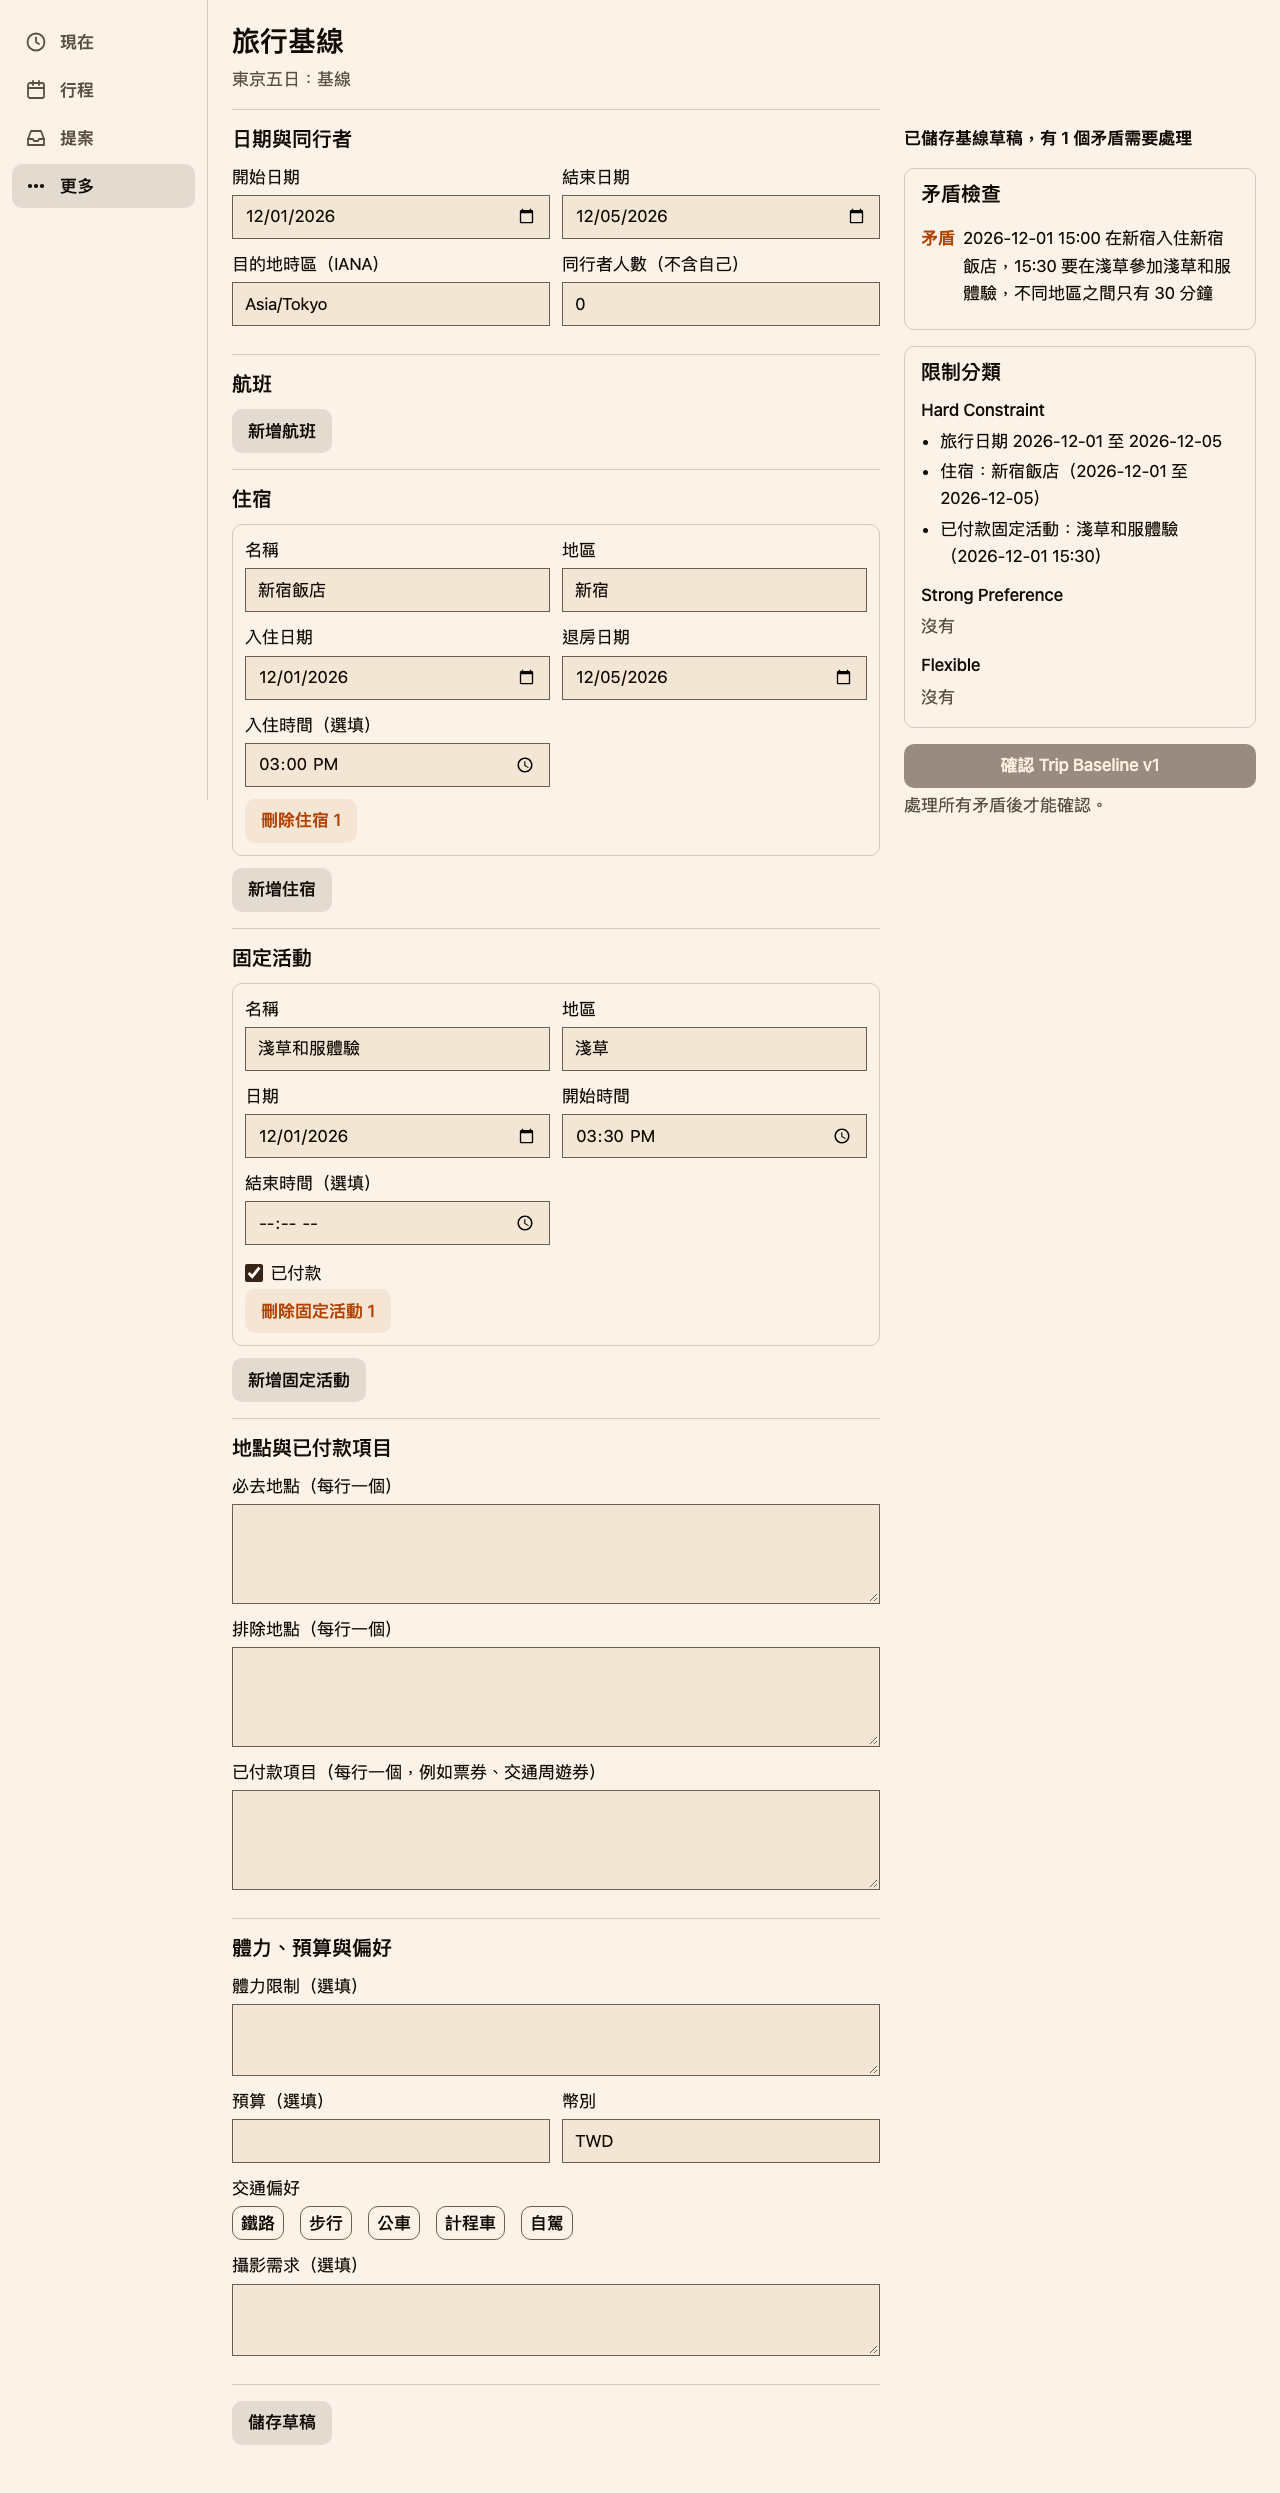 現在
行程
提案
更多
旅行基線
東京五日：基線
日期與同行者
開始日期
結束日期
12/01/2026
12/05/2026
目的地時區（IANA）
同行者人數（不含自己）
Asia/Tokyo
0
航班
新增航班
住宿
名稱
地區
新宿飯店
新宿
入住日期
退房日期
12/01/2026
12/05/2026
入住時間（選填）
03:00 PM
刪除住宿 1
新增住宿
固定活動
名稱
地區
淺草和服體驗
淺草
日期
開始時間
12/01/2026
03:30 PM
結束時間（選填）
--:-- --
已付款
刪除固定活動 1
新增固定活動
地點與已付款項目
必去地點（每行一個）
排除地點（每行一個）
已付款項目（每行一個，例如票券、交通周遊券）
體力、預算與偏好
體力限制（選填）
預算（選填）
幣別
TWD
交通偏好
鐵路
步行
公車
計程車
自駕
攝影需求（選填）
儲存草稿
已儲存基線草稿，有 1 個矛盾需要處理
矛盾檢查
矛盾 2026-12-01 15:00 在新宿入住新宿
飯店，15:30 要在淺草參加淺草和服
體驗，不同地區之間只有 30 分鐘
限制分類
Hard Constraint
• 旅行日期 2026-12-01 至 2026-12-05
• 住宿：新宿飯店（2026-12-01 至
2026-12-05）
• 已付款固定活動：淺草和服體驗
（2026-12-01 15:30）
Strong Preference
沒有
Flexible
沒有
確認 Trip Baseline v1
處理所有矛盾後才能確認。